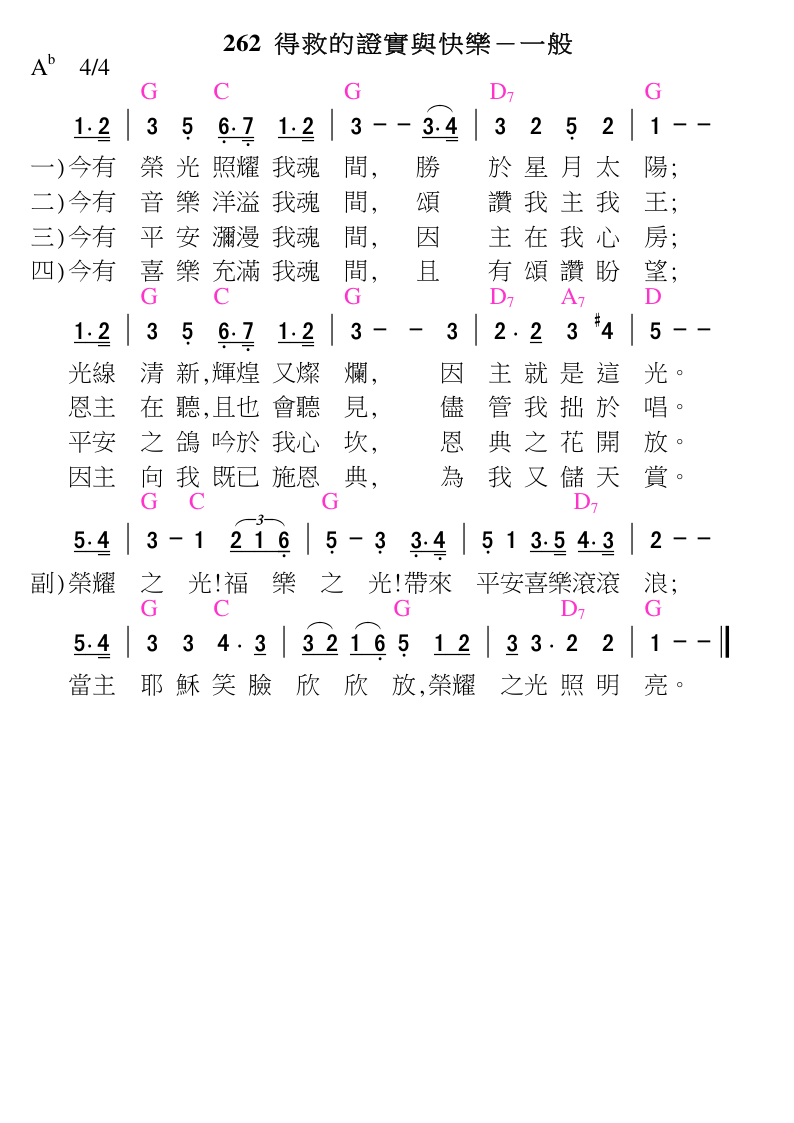 262 得救的證實與快樂－一般
A♭ 4/4
G C G D7 G
1·2 | 3 5 6·7 1·2 | 3 - - 3·4 | 3 2 5 2 | 1 - -
一)今有 榮光照耀我魂間, 勝 於星月太陽;
二)今有 音樂洋溢我魂間, 頌 讚我主我王;
三)今有 平安瀰漫我魂間, 因 主在我心房;
四)今有 喜樂充滿我魂間, 且 有頌讚盼望;
G C G D7 A7 D
1·2 | 3 5 6·7 1·2 | 3 - - 3 | 2·2 3 #4 | 5 - -
光線 清新,輝煌又燦爛, 因 主就是這光。
恩主 在聽,且也會聽見, 儘 管我拙於唱。
平安 之鴿吟於我心坎, 恩 典之花開放。
因主 向我既已施恩典, 為 我又儲天賞。
G C G D7
5·4 | 3 - 1 2 1 6 (3) | 5 - 3 3·4 | 5 1 3·5 4·3 | 2 - -
副)榮耀 之 光!福 樂 之 光!帶來 平安喜樂滾滾 浪;
G C G D7 G
5·4 | 3 3 4·3 | 3 2 1 6 5 1 2 | 3 3·2 2 | 1 - -
當主 耶穌笑臉 欣 欣 放,榮耀 之光照明 亮。